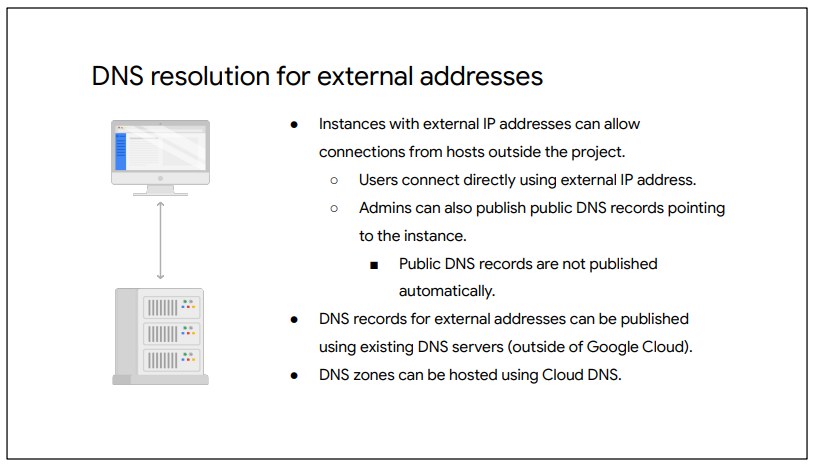 DNS resolution for external addresses
● Instances with external IP addresses can allow
connections from hosts outside the project.
○ Users connect directly using external IP address.
○ Admins can also publish public DNS records pointing
to the instance.
■ Public DNS records are not published
automatically.
● DNS records for external addresses can be published
using existing DNS servers (outside of Google Cloud).
● DNS zones can be hosted using Cloud DNS.